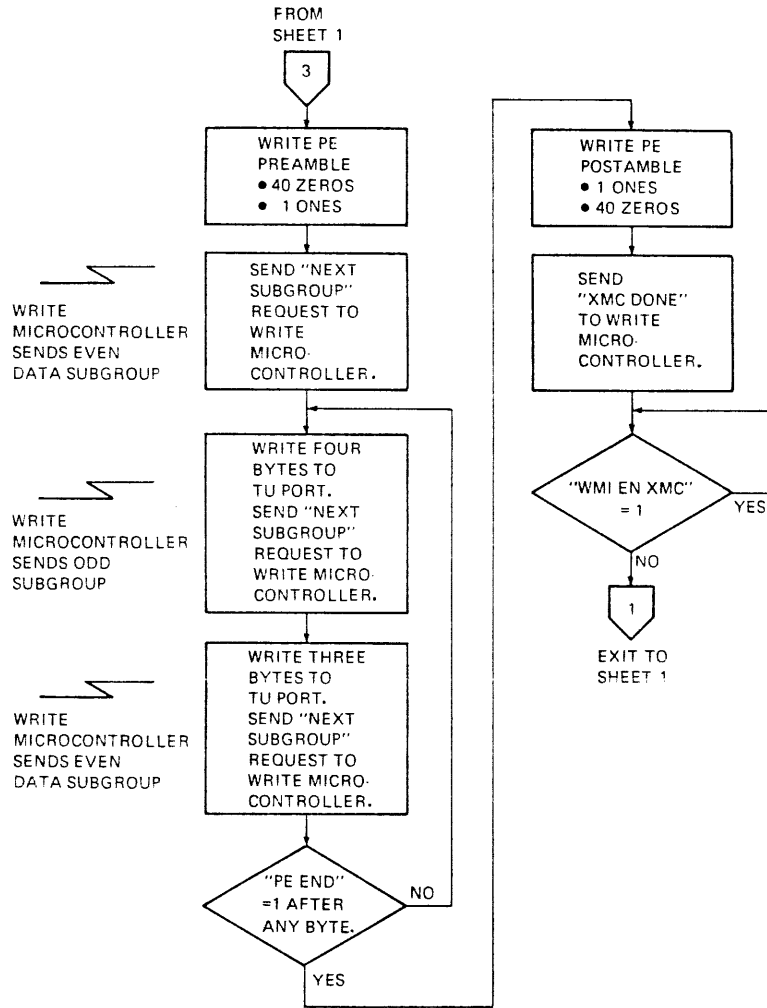 FROM
SHEET 1
3
WRITE PE
PREAMBLE
• 40 ZEROS
• 1 ONES
SEND "NEXT
SUBGROUP"
REQUEST TO
WRITE
MICRO-
CONTROLLER.
WRITE
MICROCONTROLLER
SENDS EVEN
DATA SUBGROUP
WRITE FOUR
BYTES TO
TU PORT.
SEND "NEXT
SUBGROUP"
REQUEST TO
WRITE MICRO-
CONTROLLER.
WRITE
MICROCONTROLLER
SENDS ODD
SUBGROUP
WRITE THREE
BYTES TO
TU PORT.
SEND "NEXT
SUBGROUP"
REQUEST TO
WRITE MICRO-
CONTROLLER.
WRITE
MICROCONTROLLER
SENDS EVEN
DATA SUBGROUP
"PE END"
=1 AFTER
ANY BYTE.
NO
YES
WRITE PE
POSTAMBLE
• 1 ONES
• 40 ZEROS
SEND
"XMC DONE"
TO WRITE
MICRO-
CONTROLLER.
"WMI EN XMC"
= 1
YES
NO
1
EXIT TO
SHEET 1